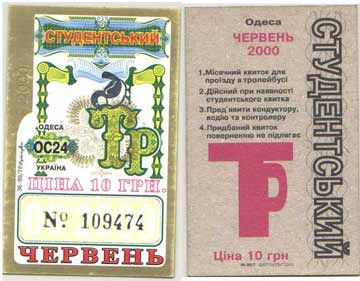 СТУДЕНТСЬКИЙ
2000
ОДЕСА
ОС24
УКРАЇНА
Тр
ЦІНА 10 ГРН.
№ 109474
ЧЕРВЕНЬ
Одеса
ЧЕРВЕНЬ
2000
1.Місячний квиток для
проїзду в тролейбусі
2.Дійсний при наявності
студентського квитка
3.Пред'явити кондуктору,
водію та контролеру
4.Придбаний квиток
поверненню не підлягає
Тр
Ціна 10 грн
СТУДЕНТСЬКИЙ